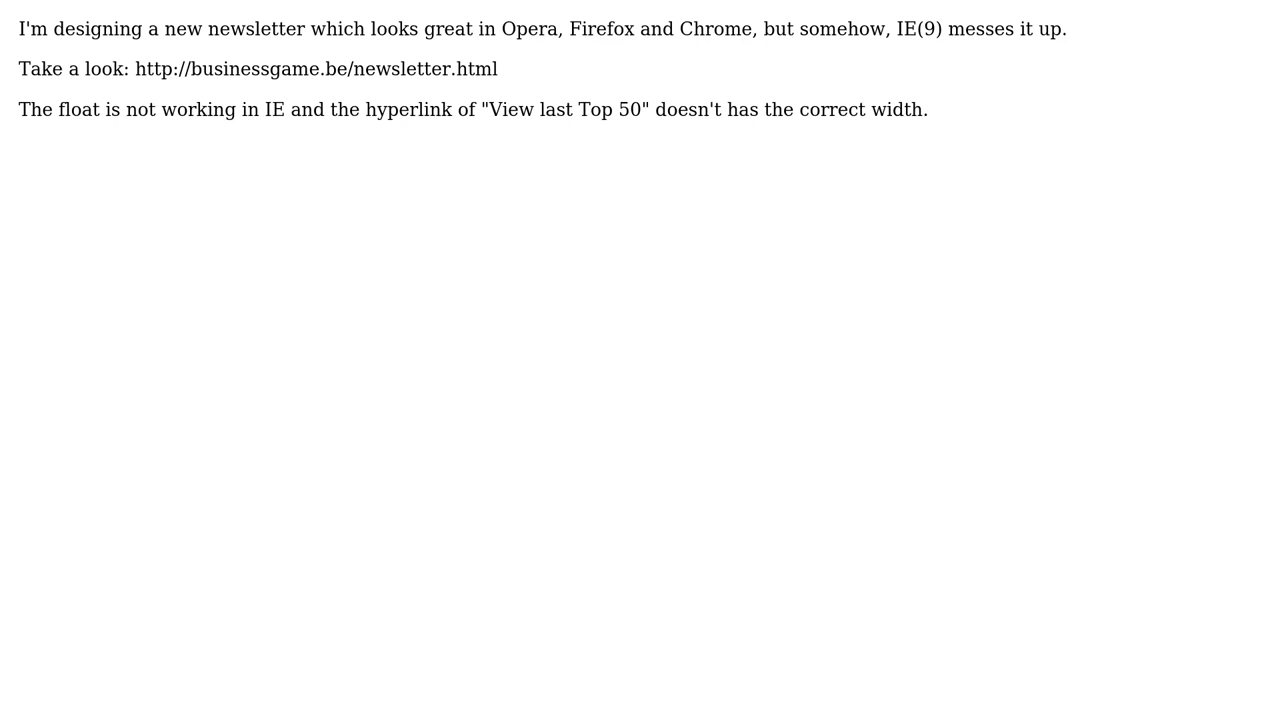 I'm designing a new newsletter which looks great in Opera, Firefox and Chrome, but somehow, IE(9) messes it up.
Take a look: http://businessgame.be/newsletter.html
The float is not working in IE and the hyperlink of "View last Top 50" doesn't has the correct width.